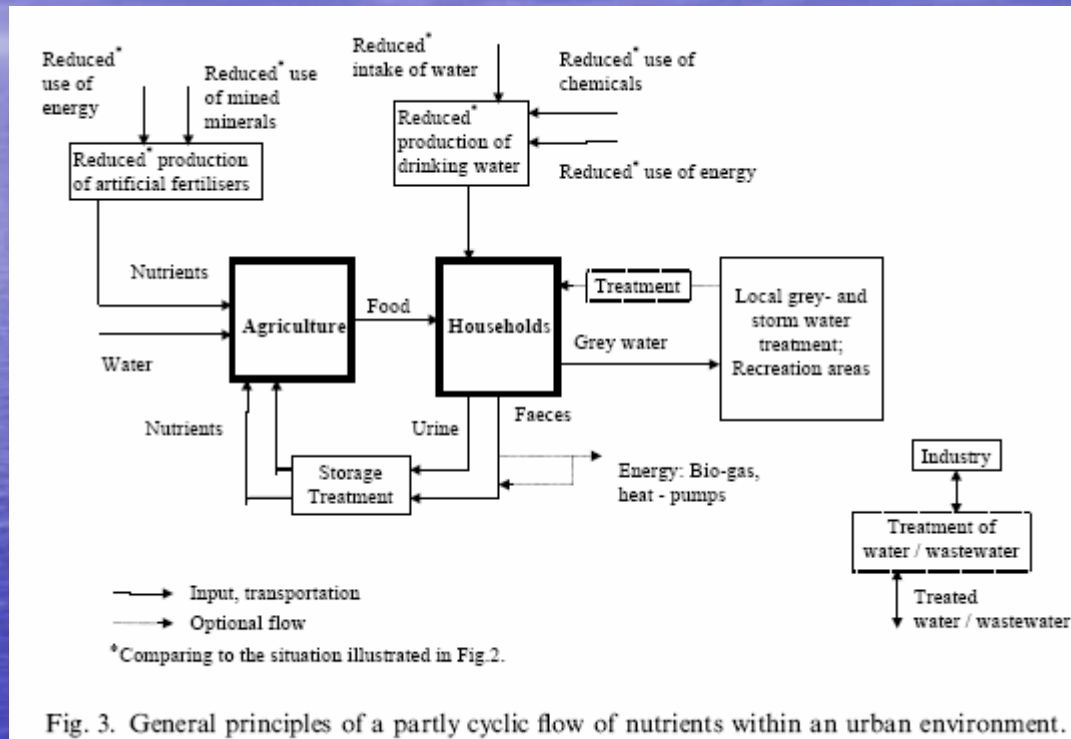 Reduced*
use of
energy
Reduced* use
of mined
minerals
Reduced* production
of artificial fertilisers
Reduced*
intake of water
Reduced* use of
chemicals
Reduced*
production of
drinking water
Reduced* use of energy
Nutrients
Water
Agriculture
Food
Households
Treatment
Grey water
Local grey- and
storm water
treatment;
Recreation areas
Nutrients
Urine
Faeces
Storage
Treatment
Energy: Bio-gas,
heat - pumps
Industry
Treatment of
water / wastewater
Treated
water / wastewater
Input, transportation
Optional flow
*Comparing to the situation illustrated in Fig.2.
Fig. 3. General principles of a partly cyclic flow of nutrients within an urban environment.